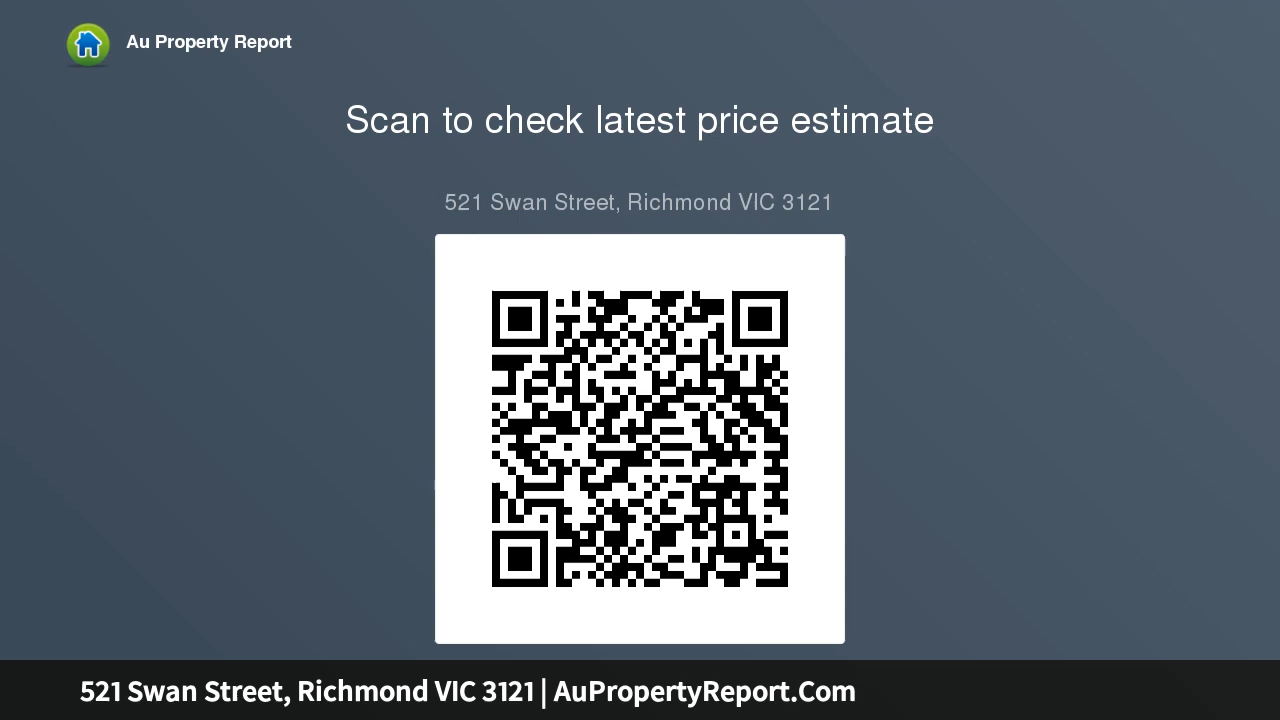 Au Property Report
Scan to check latest price estimate
521 Swan Street, Richmond VIC 3121
521 Swan Street, Richmond VIC 3121 | AuPropertyReport.Com